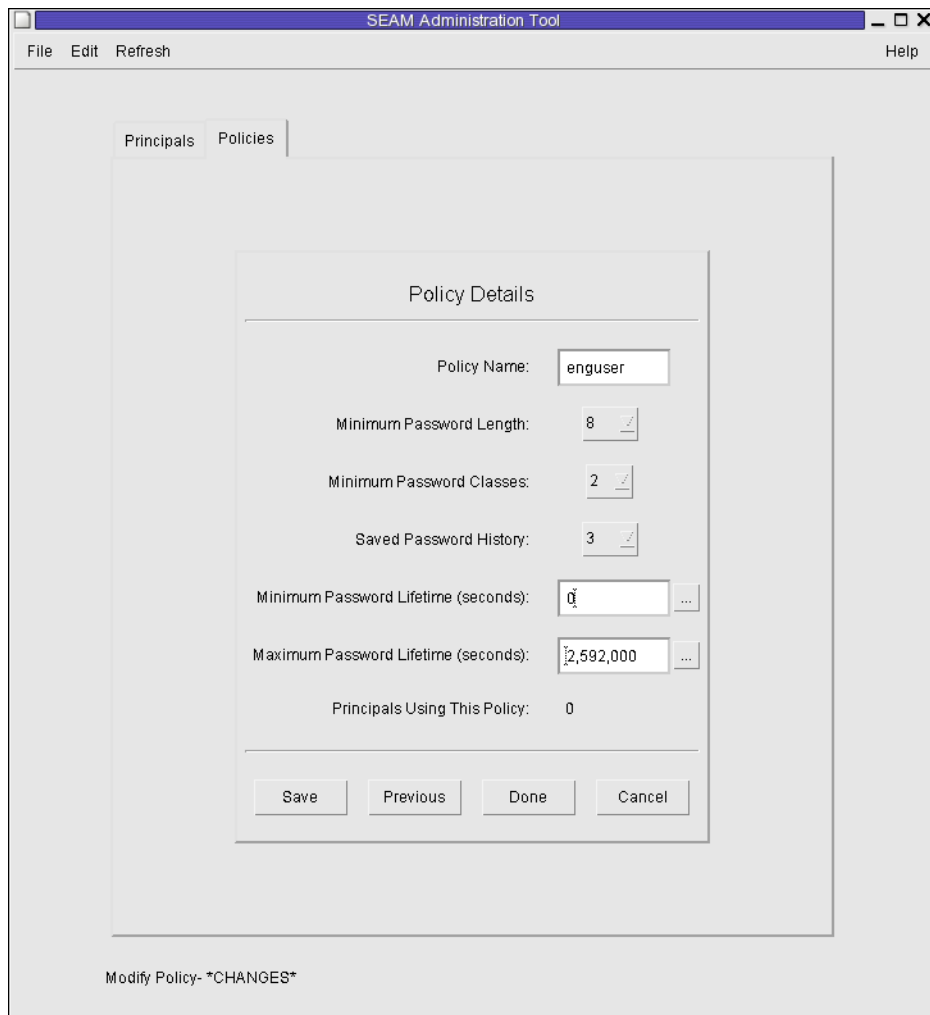 SEAM Administration Tool
File Edit Refresh Help
Principals Policies
Policy Details
Policy Name: enguser
Minimum Password Length: 8
Minimum Password Classes: 2
Saved Password History: 3
Minimum Password Lifetime (seconds): 0 ...
Maximum Password Lifetime (seconds): 2,592,000 ...
Principals Using This Policy: 0
Save Previous Done Cancel
Modify Policy- *CHANGES*